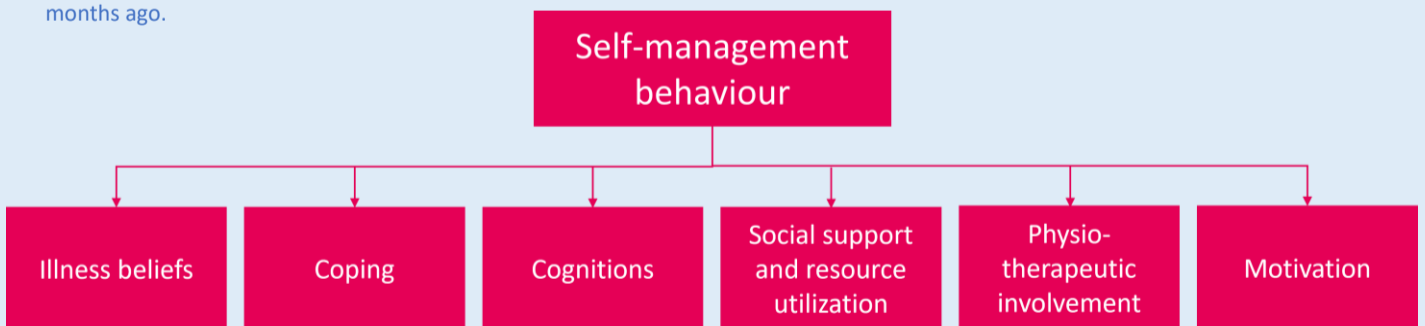 months ago.
Self-management
behaviour
Illness beliefs
Coping
Cognitions
Social support
and resource
utilization
Physio-
therapeutic
involvement
Motivation